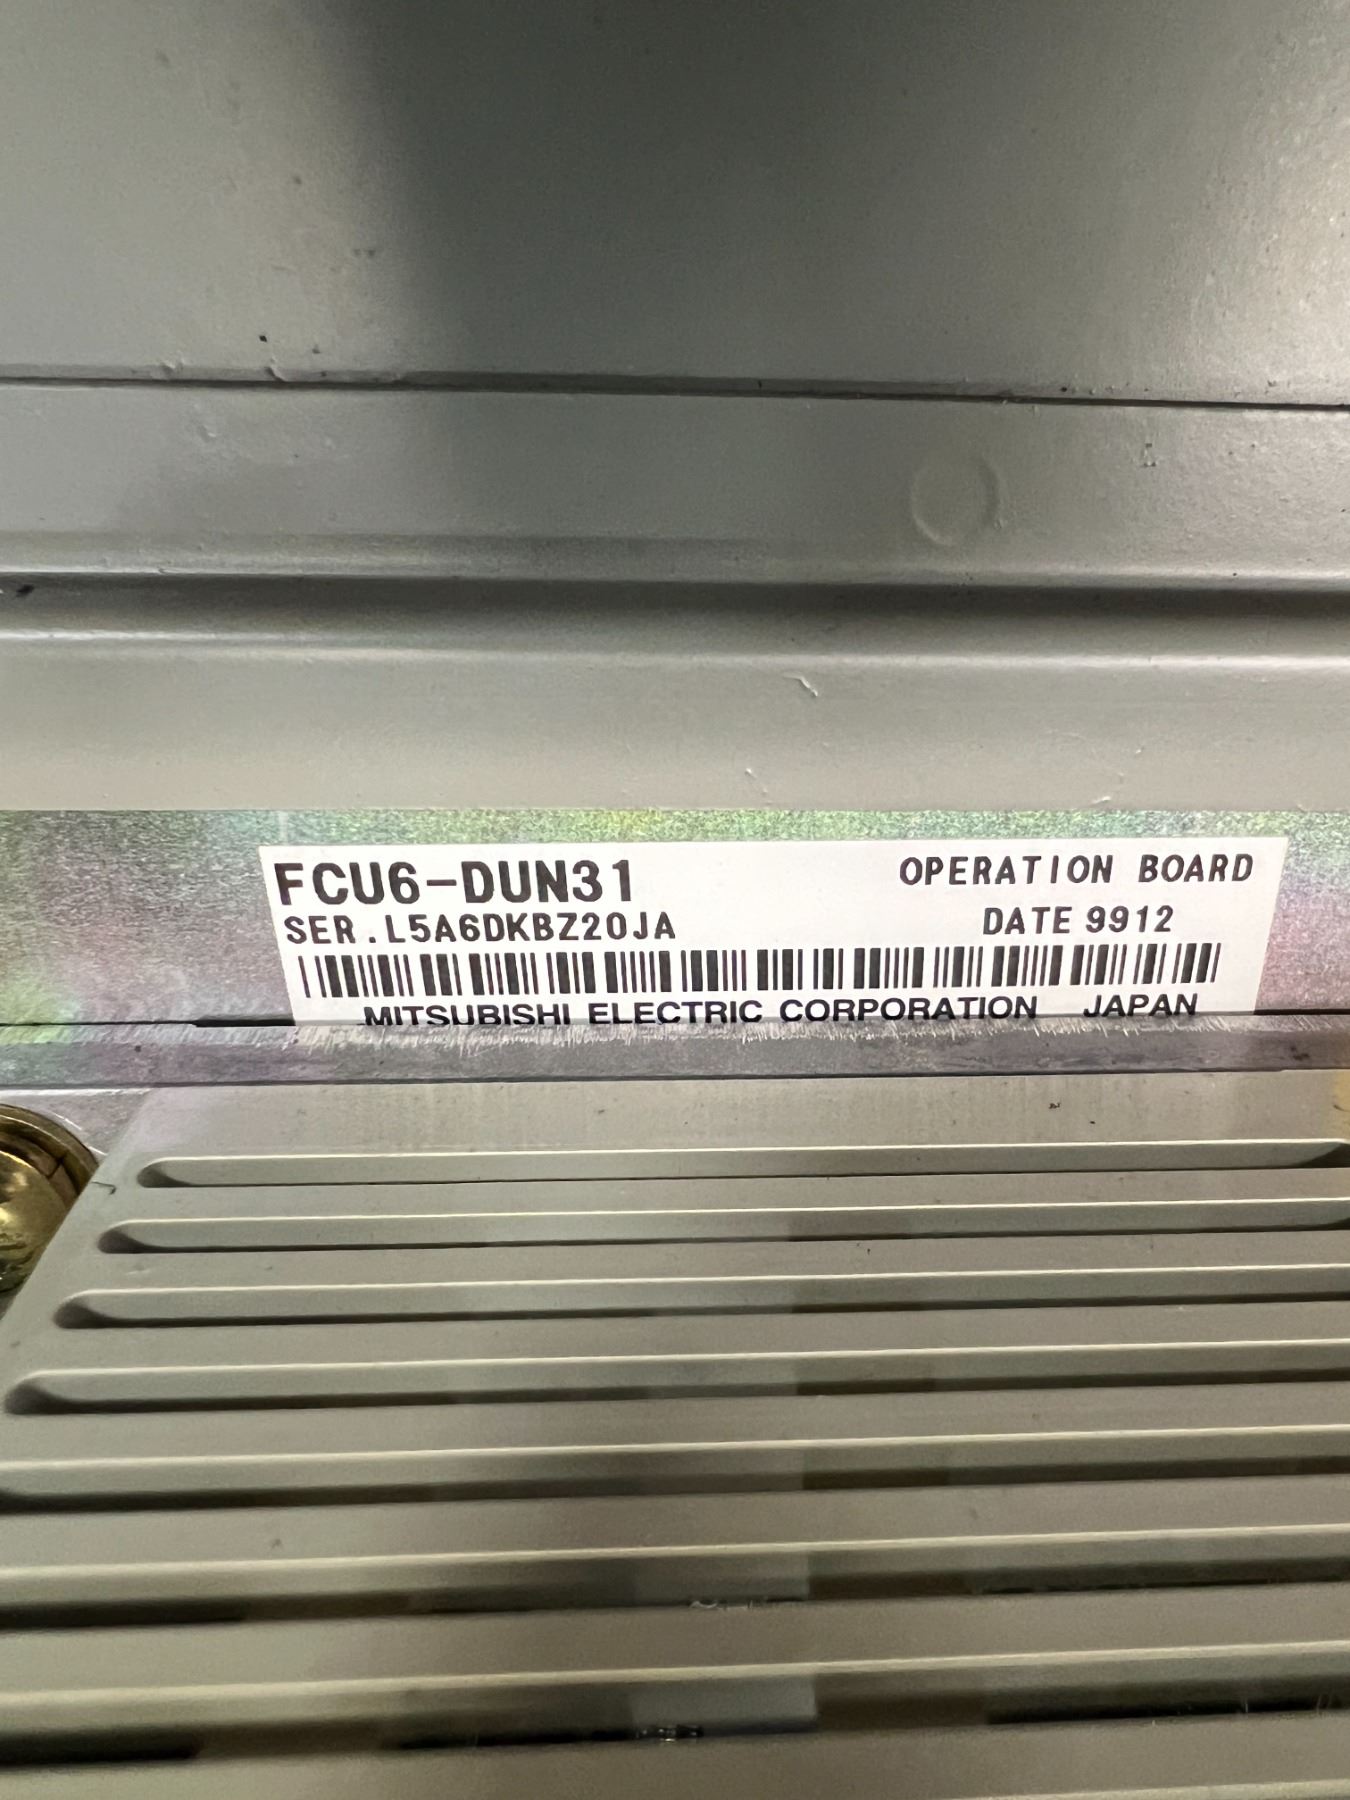 FCU6-DUN31 OPERATION BOARD
SER.L5A6DKBZ20JA DATE 9912
MITSUBISHI ELECTRIC CORPORATION JAPAN